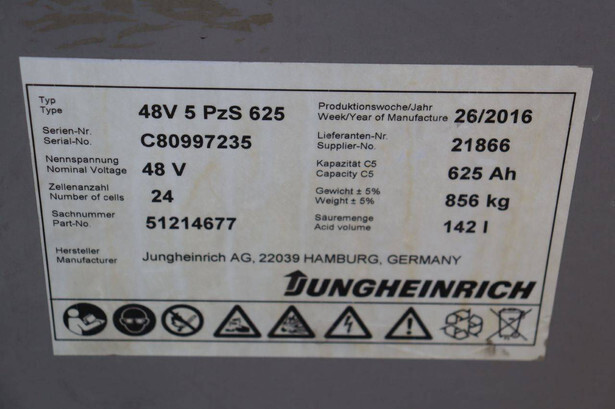 Typ
Type
48V 5 PzS 625
Produktionswoche/Jahr
Week/Year of Manufacture
26/2016
Serien-Nr.
Serial-No.
C80997235
Lieferanten-Nr.
Supplier-No.
21866
Nennspannung
Nominal Voltage
48 V
Kapazität C5
Capacity C5
625 Ah
Zellenanzahl
Number of cells
24
Gewicht ± 5%
Weight ± 5%
856 kg
Sachnummer
Part-No.
51214677
Säuremenge
Acid volume
142 l
Hersteller
Manufacturer
Jungheinrich AG, 22039 HAMBURG, GERMANY
JUNGHEINRICH